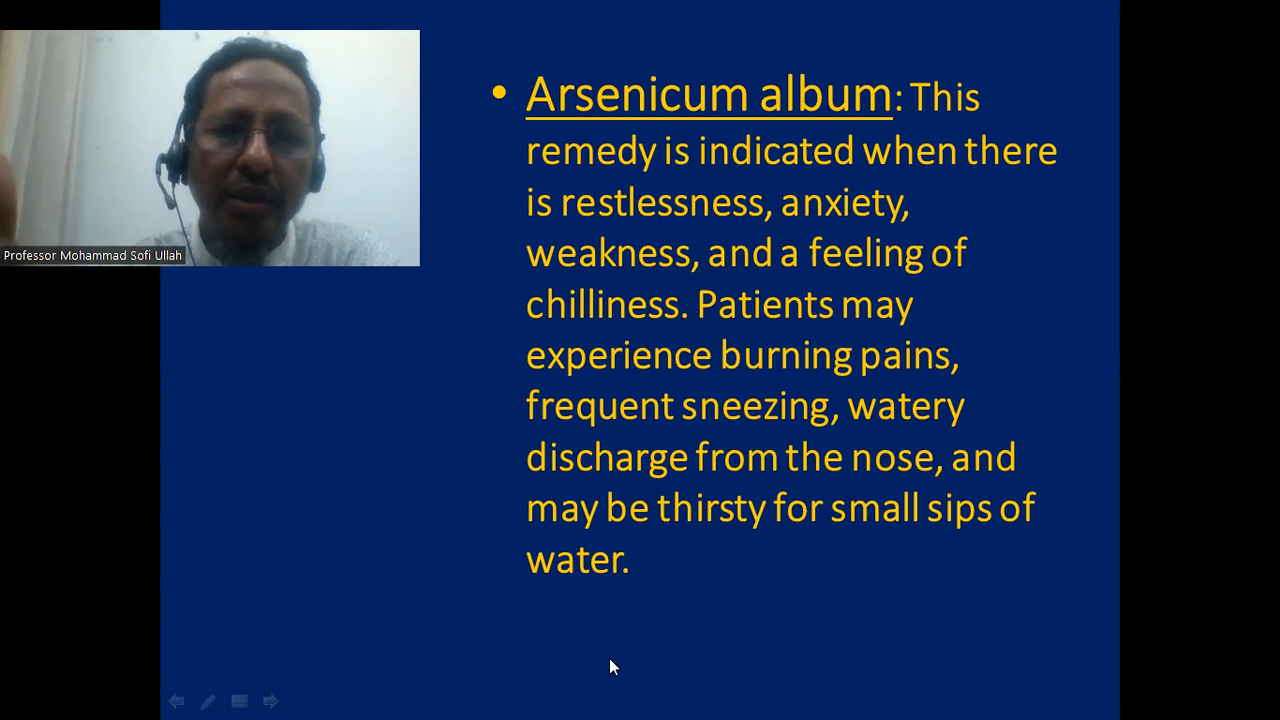 Professor Mohammad Sofi Ullah
• Arsenicum album: This
remedy is indicated when there
is restlessness, anxiety,
weakness, and a feeling of
chilliness. Patients may
experience burning pains,
frequent sneezing, watery
discharge from the nose, and
may be thirsty for small sips of
water.